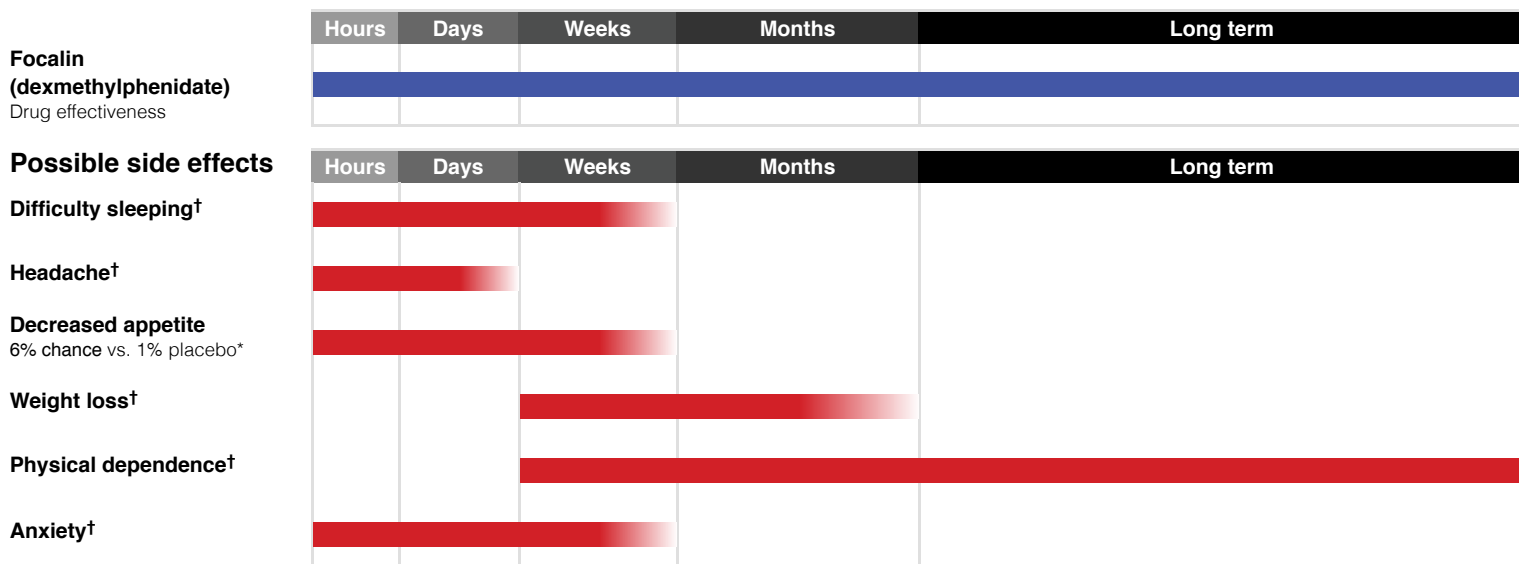 Hours Days Weeks Months Long term
Focalin
(dexmethylphenidate)
Drug effectiveness
Possible side effects
Hours Days Weeks Months Long term
Difficulty sleeping†
Headache†
Decreased appetite
6% chance vs. 1% placebo*
Weight loss†
Physical dependence†
Anxiety†